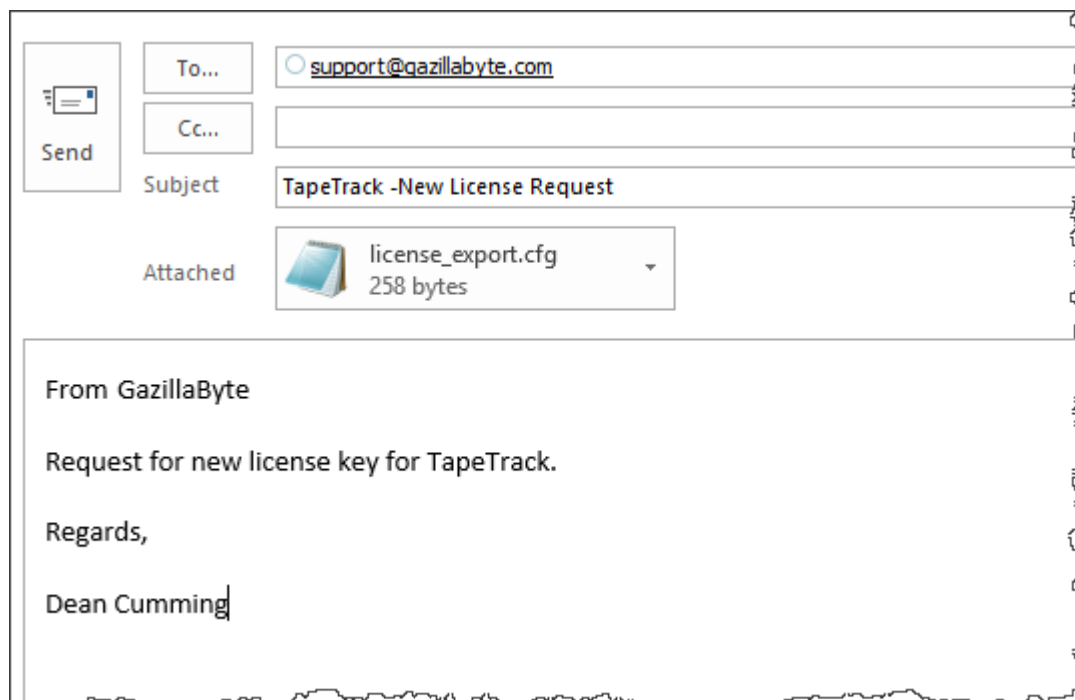 To...
support@gazillabyte.com
Cc...
Send
Subject
TapeTrack -New License Request
Attached
license_export.cfg
258 bytes
From GazillaByte
Request for new license key for TapeTrack.
Regards,
Dean Cumming